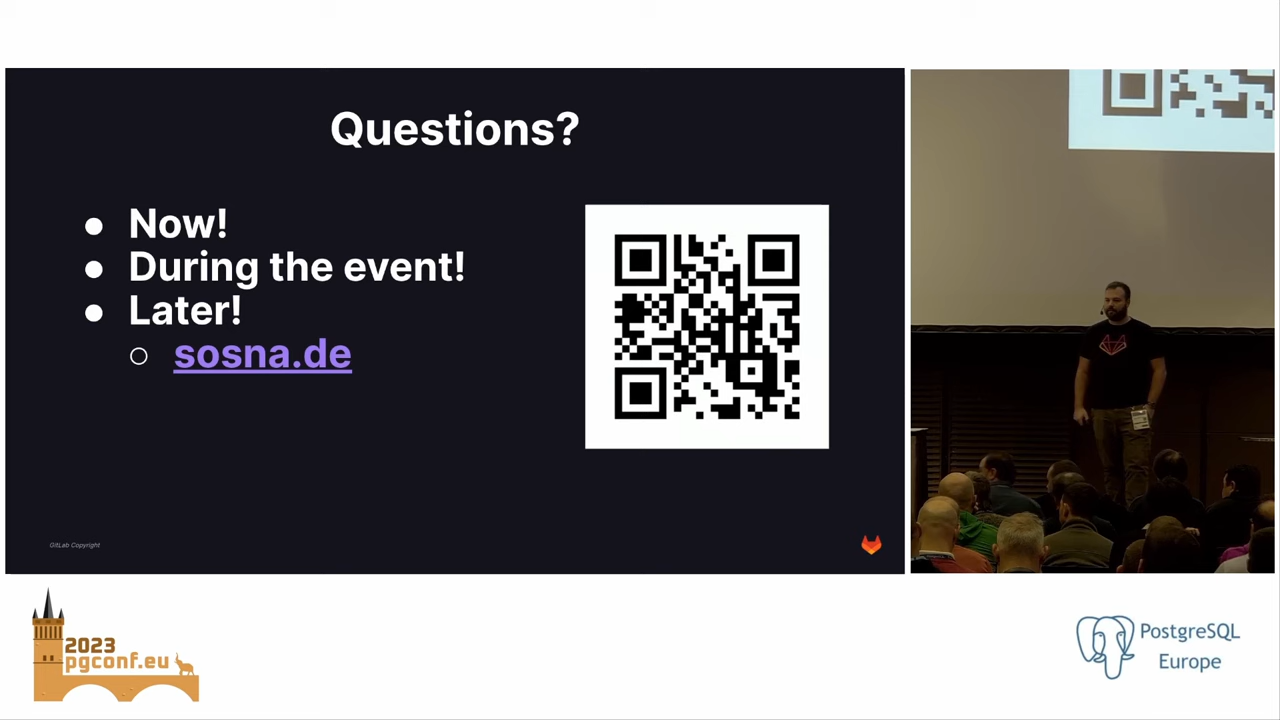 Questions?
● Now!
● During the event!
● Later!
○ sosna.de
GitLab Copyright
2023
pgconf.eu
PostgreSQL
Europe